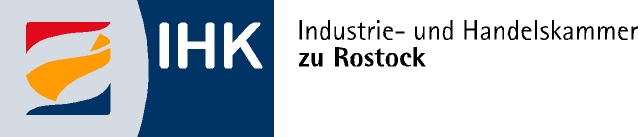 IHK
Industrie- und Handelskammer
zu Rostock